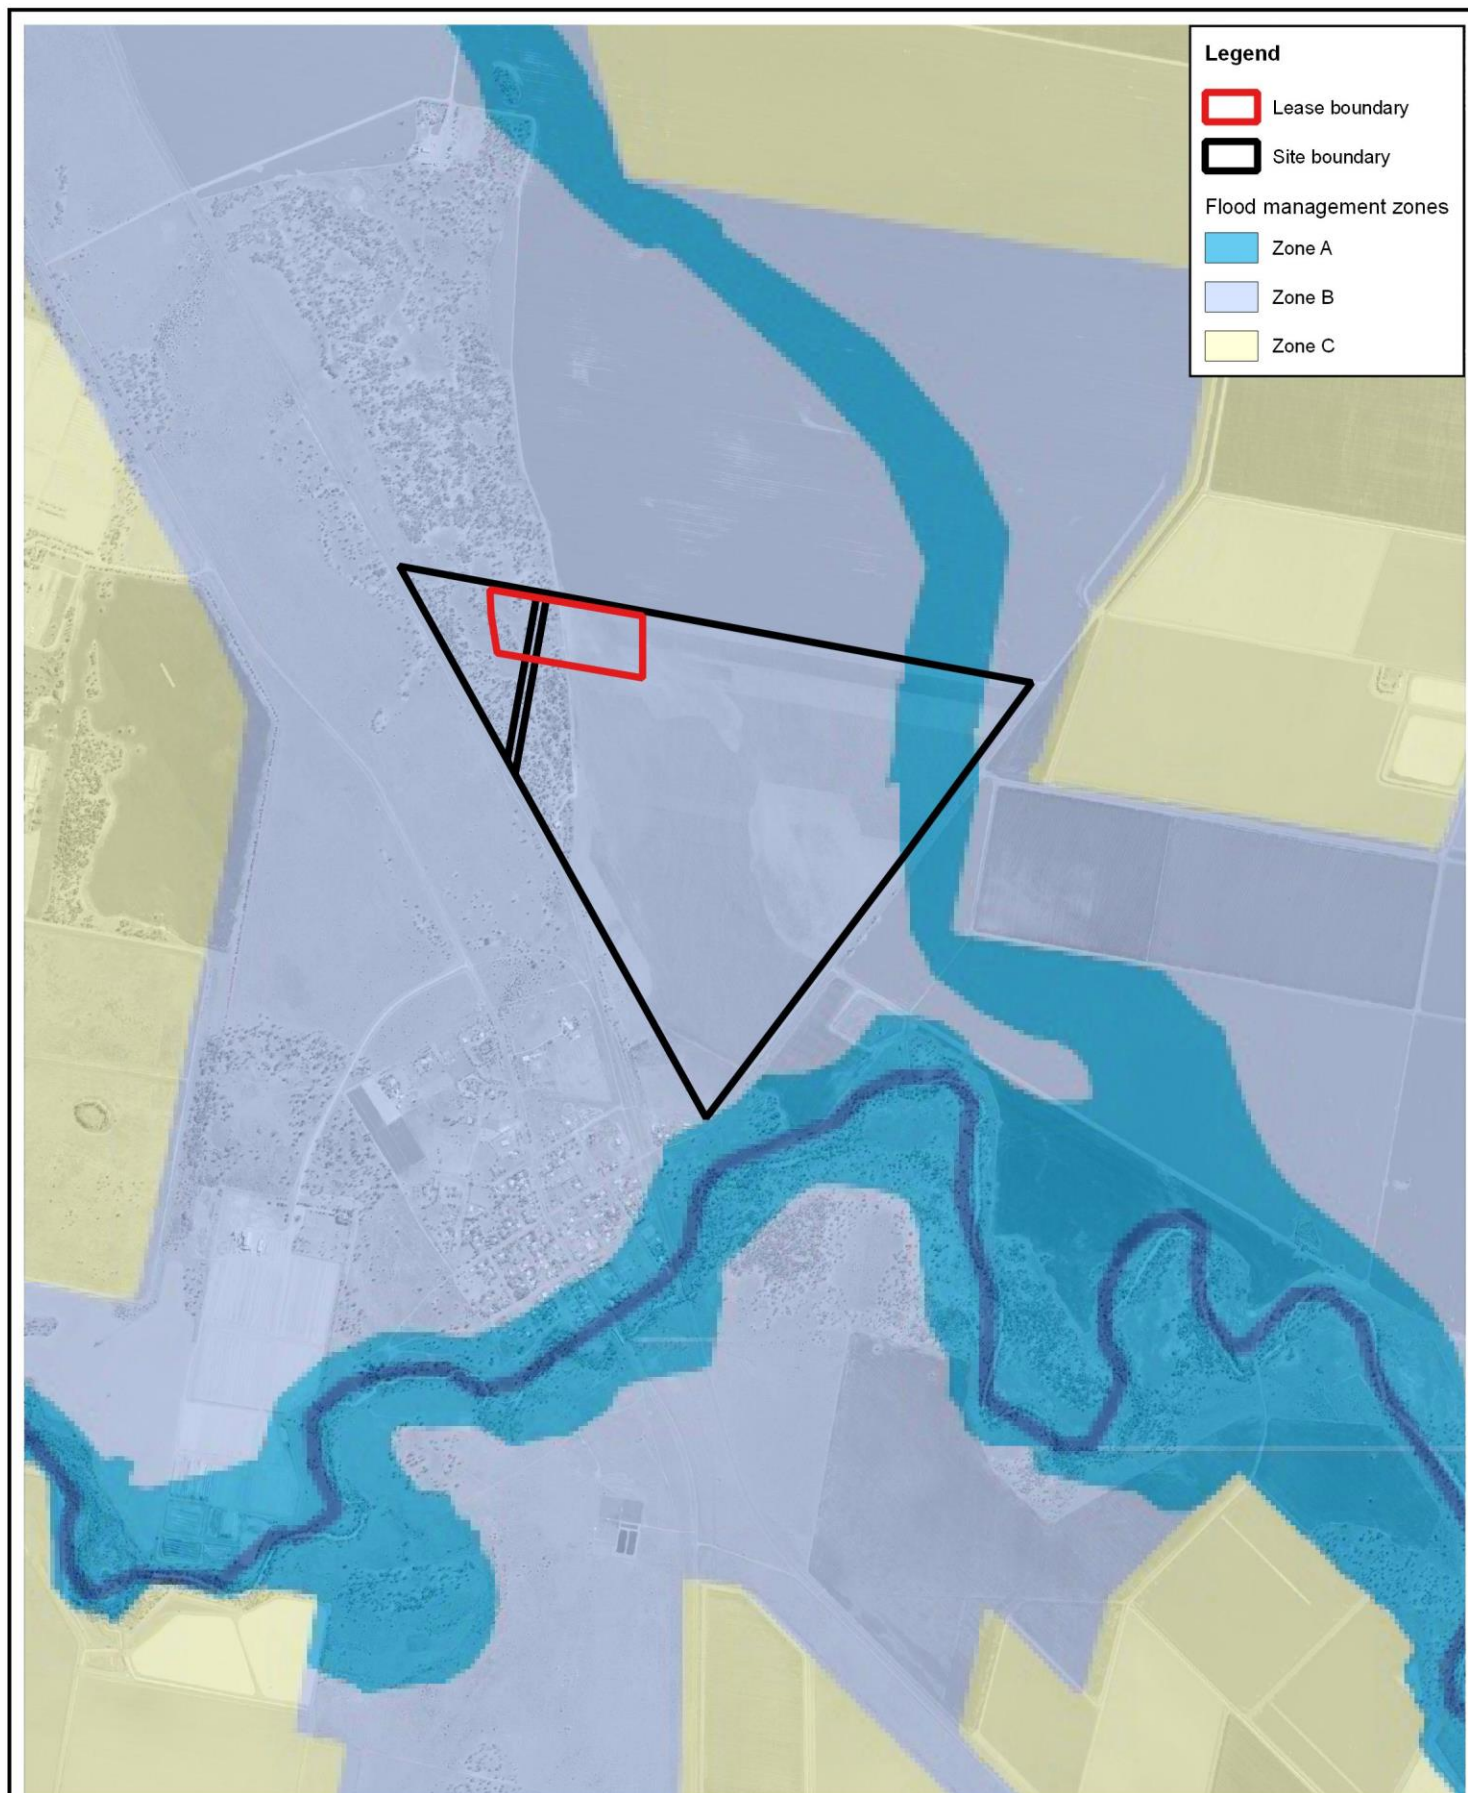 Legend
Lease boundary
Site boundary
Flood management zones
Zone A
Zone B
Zone C